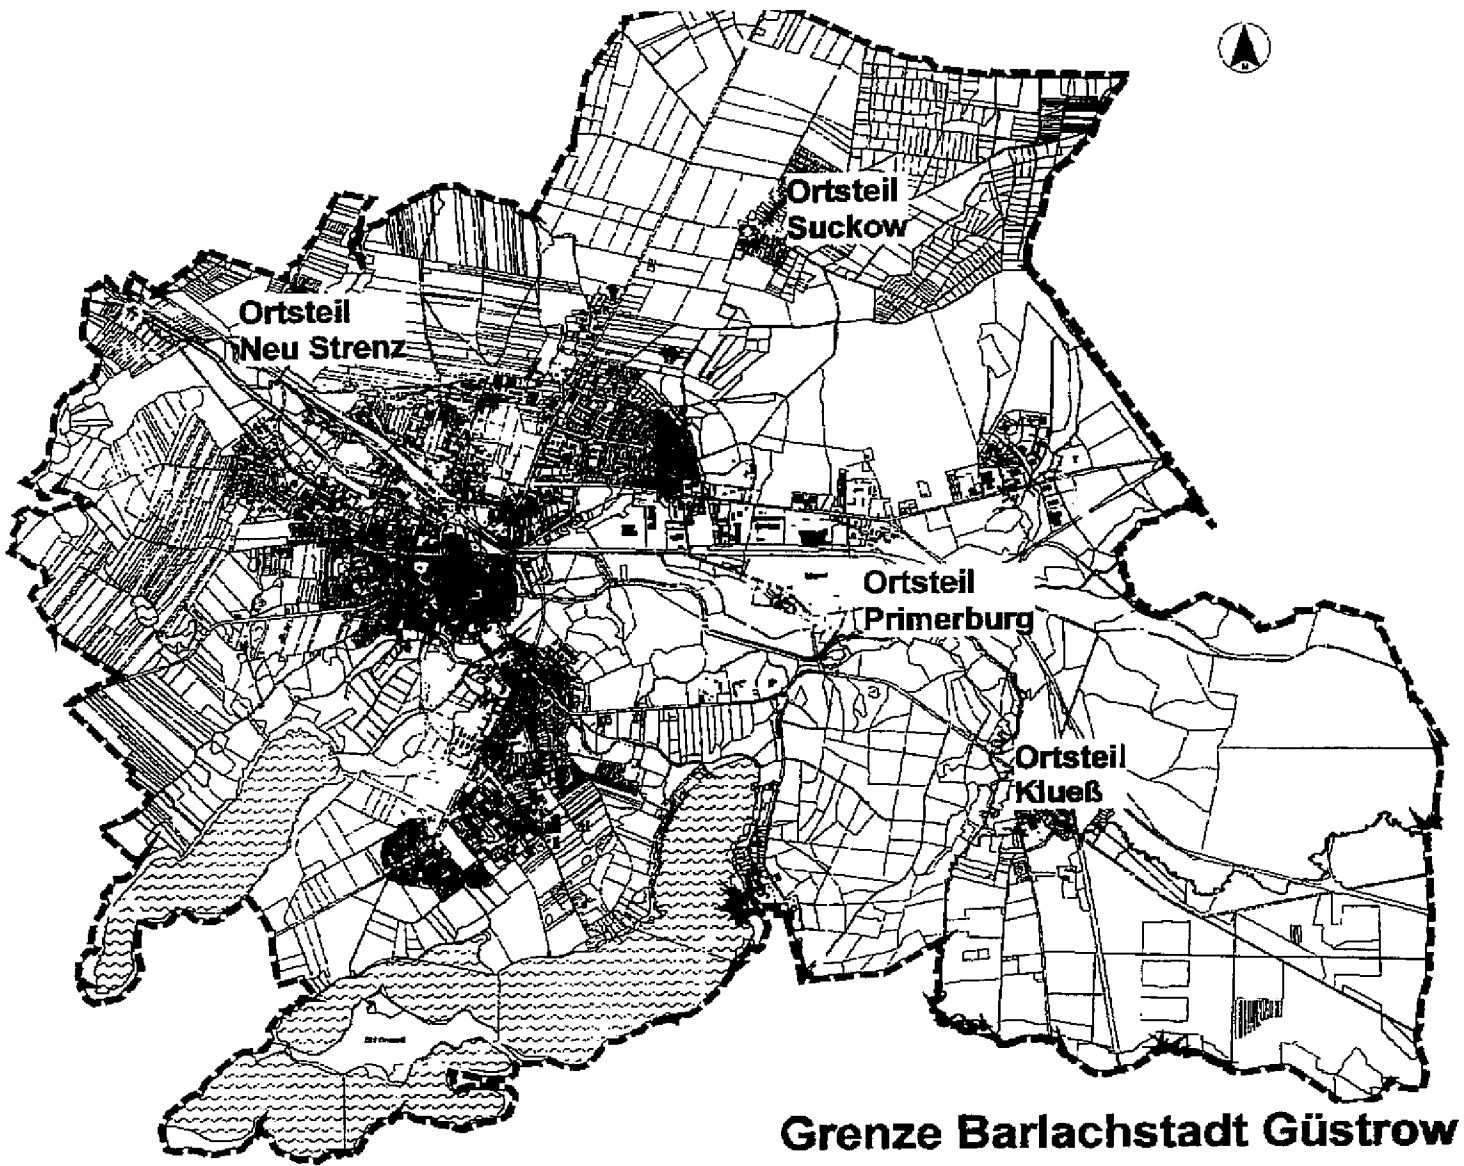 Ortsteil
Suckow
Ortsteil
Neu Strenz
Ortsteil
Primerburg
Ortsteil
Klueß
Grenze Barlachstadt Güstrow